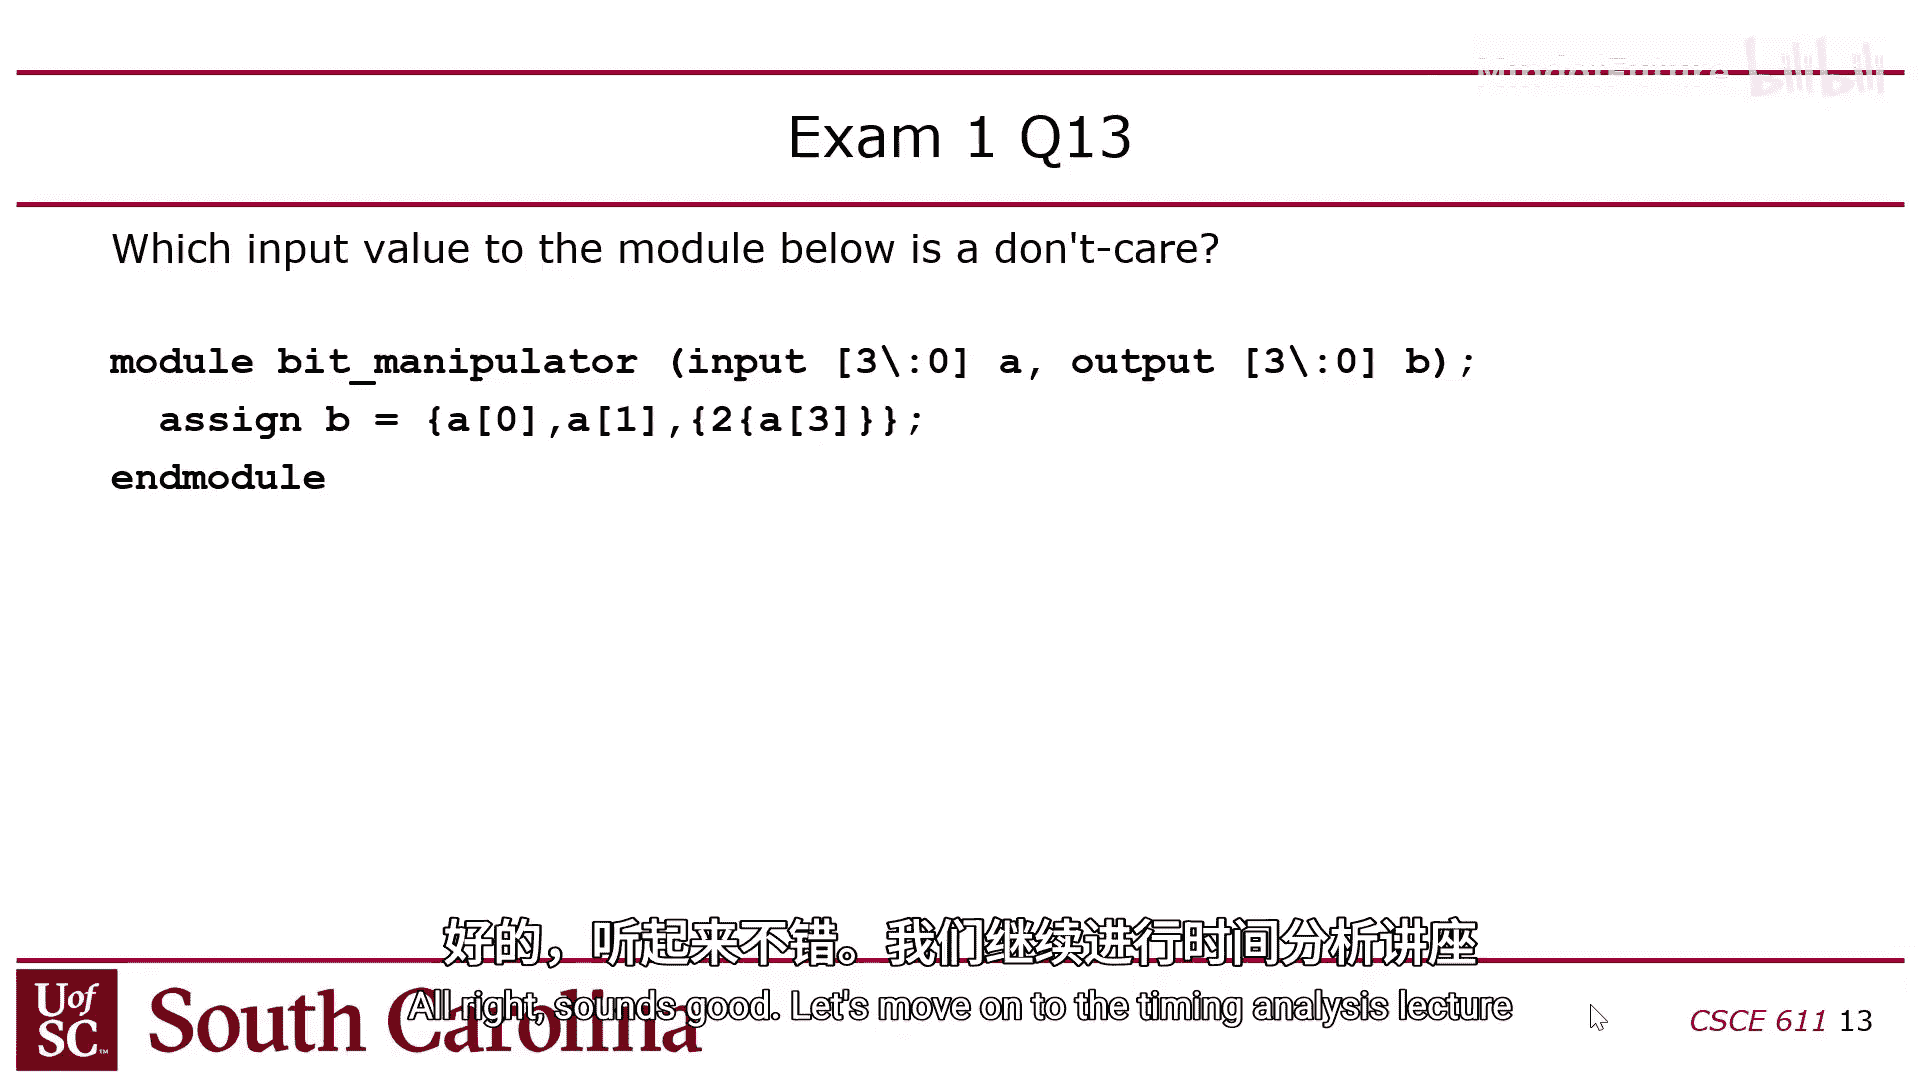 Exam 1 Q13
Which input value to the module below is a don't-care?
module bit_manipulator (input [3\:0] a, output [3\:0] b);
assign b = {a[0],a[1],{2{a[3]}};
endmodule
好的，听起来不错。我们继续进行时间分析讲座
All right, sounds good. Let's move on to the timing analysis lecture
UofSC™
South Carolina
CSCE 611 13
bilibili